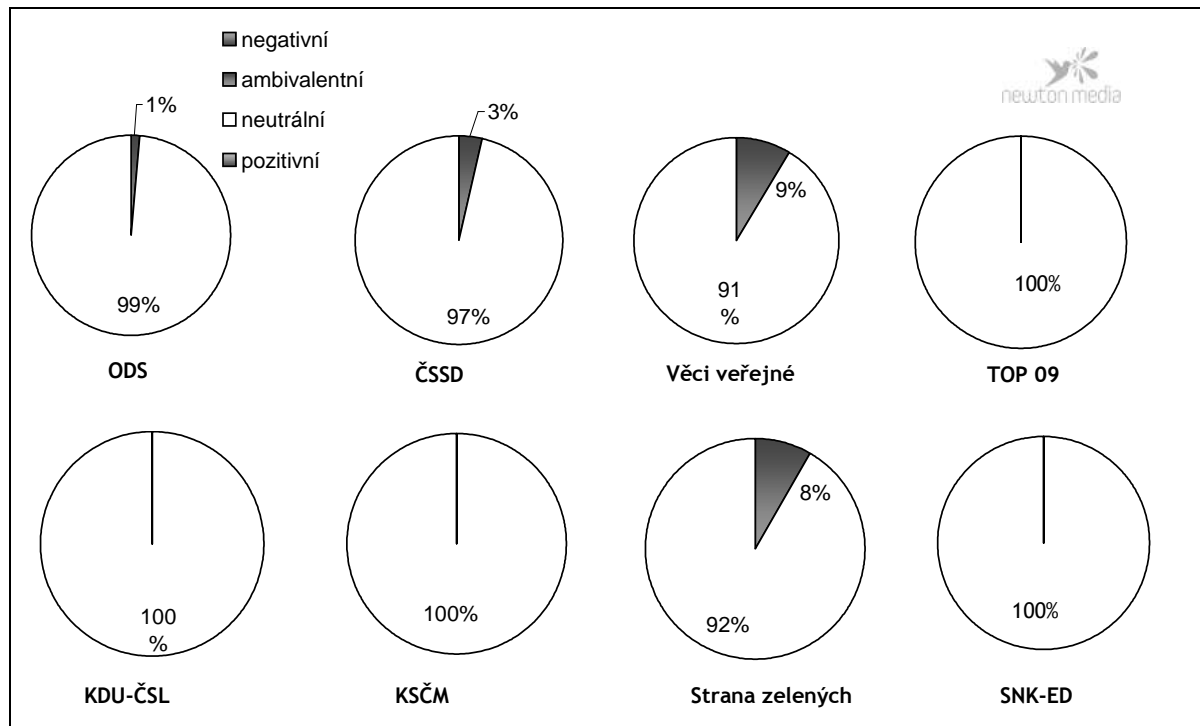 negativní
ambivalentní
neutrální
pozitivní
newton media
1%
99%
ODS
3%
97%
ČSSD
9%
91
%
Věci veřejné
100%
TOP 09
100
%
KDU-ČSL
100%
KSČM
8%
92%
Strana zelených
100%
SNK-ED